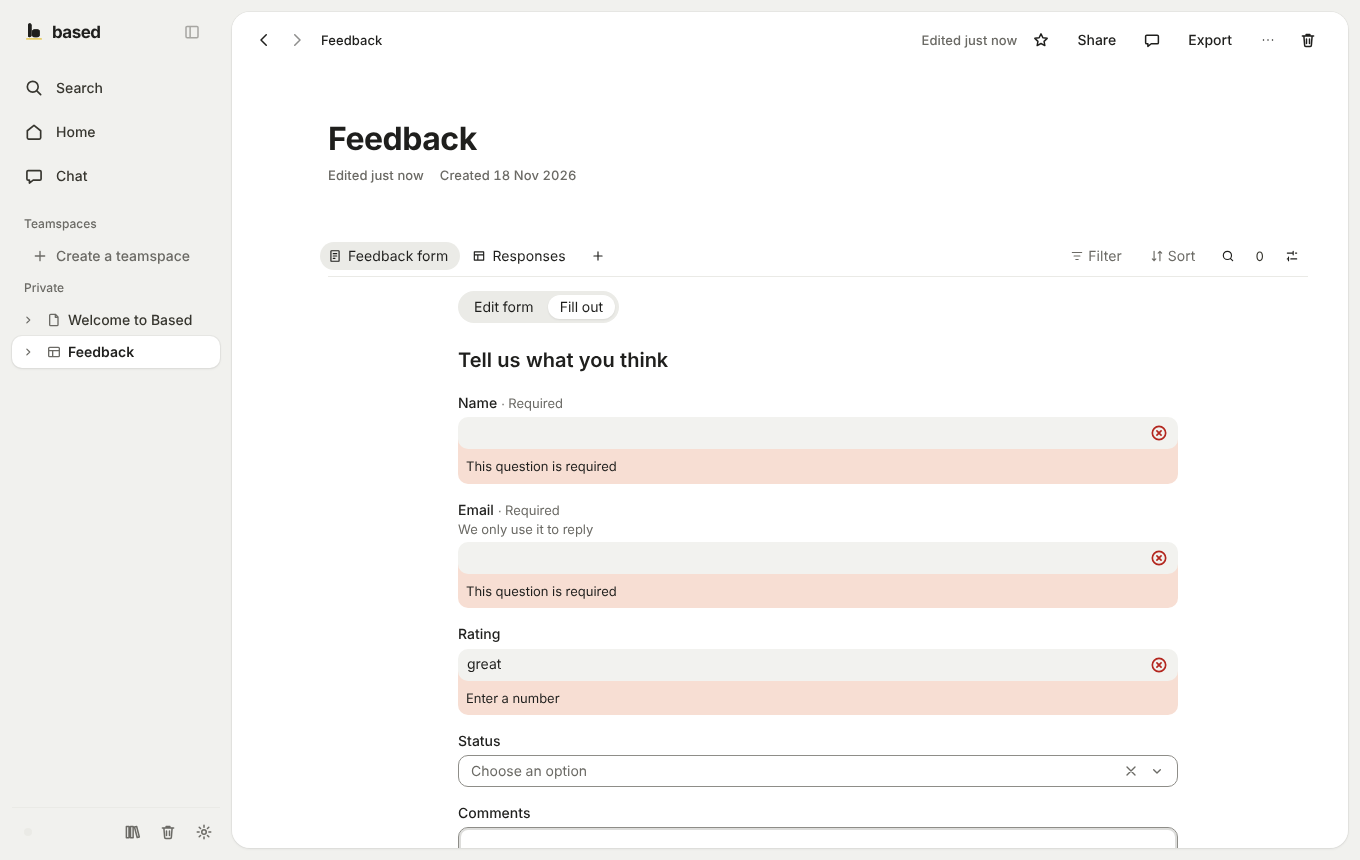 based
Search
Home
Chat
Teamspaces
Create a teamspace
Private
Welcome to Based
Feedback
Feedback
Edited just now
Share
Export
Feedback
Edited just now
Created 18 Nov 2026
Feedback form
Responses
Filter
Sort
0
Edit form
Fill out
Tell us what you think
Name · Required
This question is required
Email · Required
We only use it to reply
This question is required
Rating
great
Enter a number
Status
Choose an option
Comments